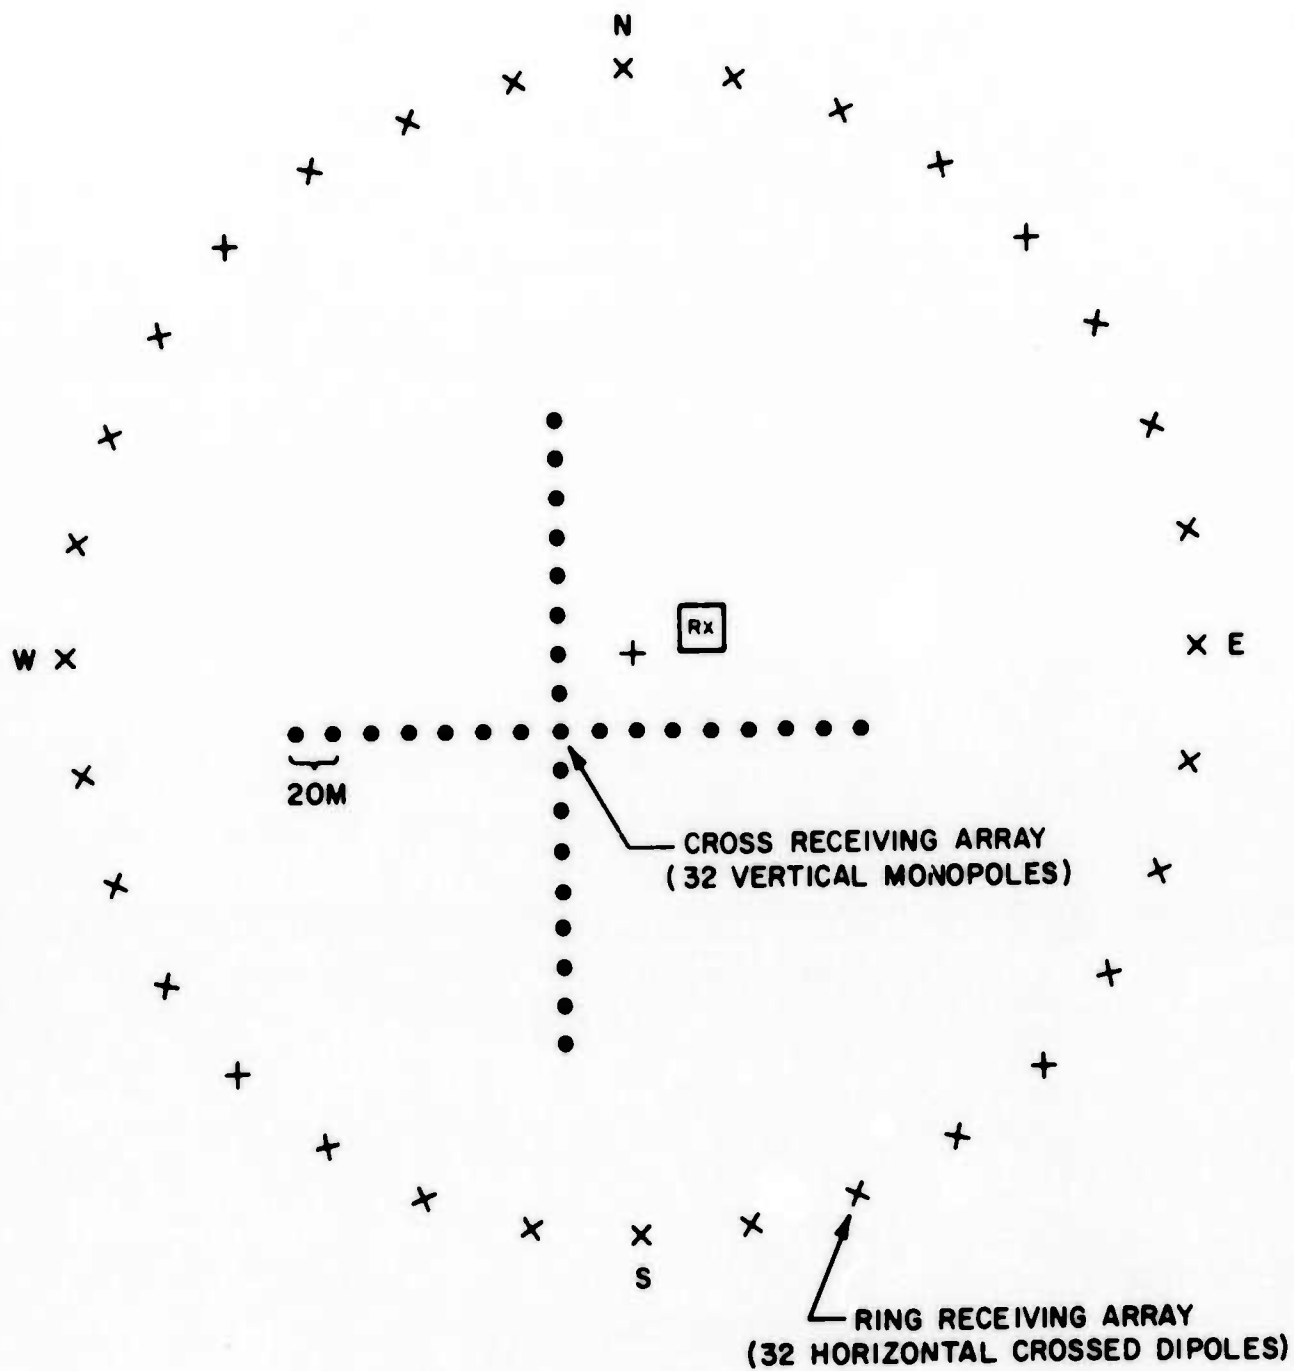 N
Rx
W
E
20M
CROSS RECEIVING ARRAY
(32 VERTICAL MONOPOLES)
S
RING RECEIVING ARRAY
(32 HORIZONTAL CROSSED DIPOLES)